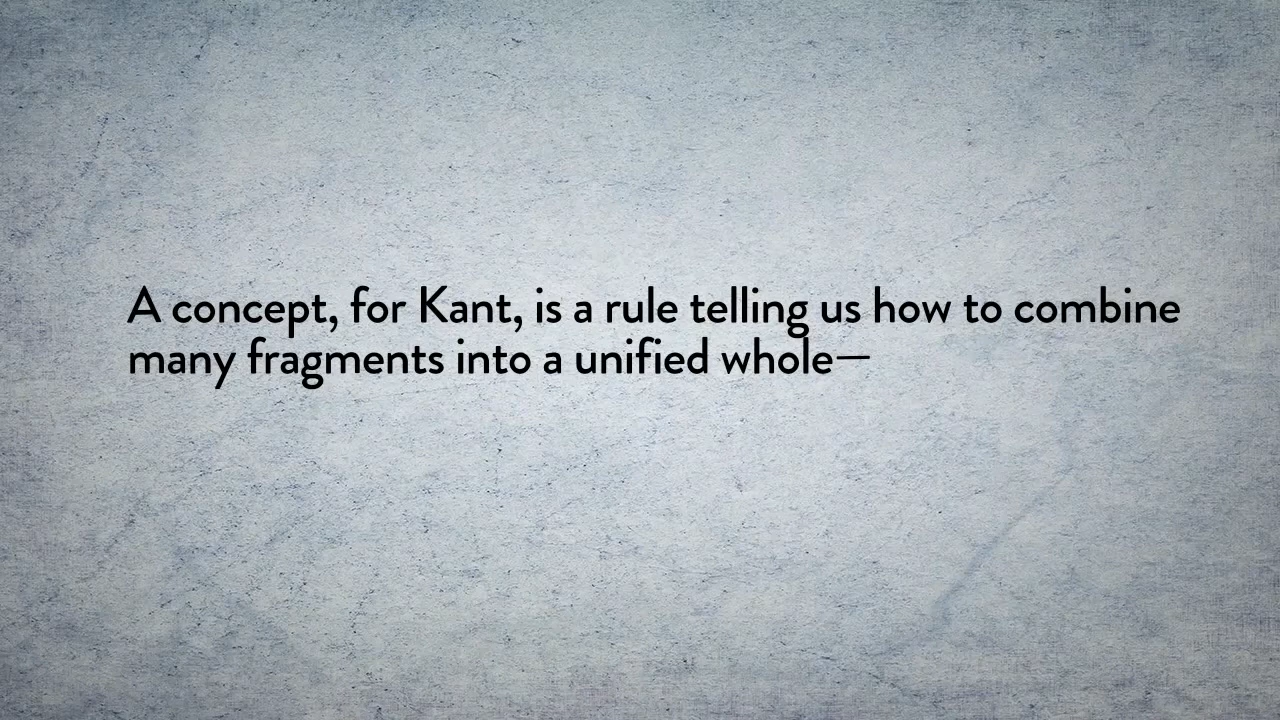 A concept, for Kant, is a rule telling us how to combine
many fragments into a unified whole—